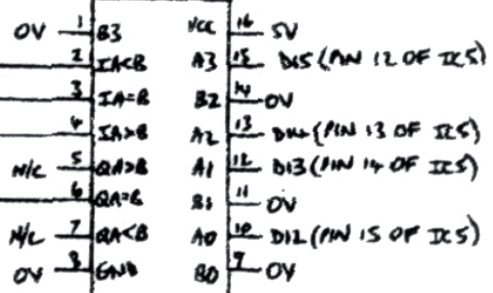 0V 1 B3 VCC 16 5V
2 IA<B A3 15 D15 (PIN 12 OF IC5)
3 IA=B B2 14 0V
4 IA>B A2 13 D14 (PIN 13 OF IC5)
N/C 5 QA>B A1 12 D13 (PIN 14 OF IC5)
6 QA=B B1 11 0V
N/C 7 QA<B A0 10 D12 (PIN 15 OF IC5)
0V 8 GND B0 9 0V